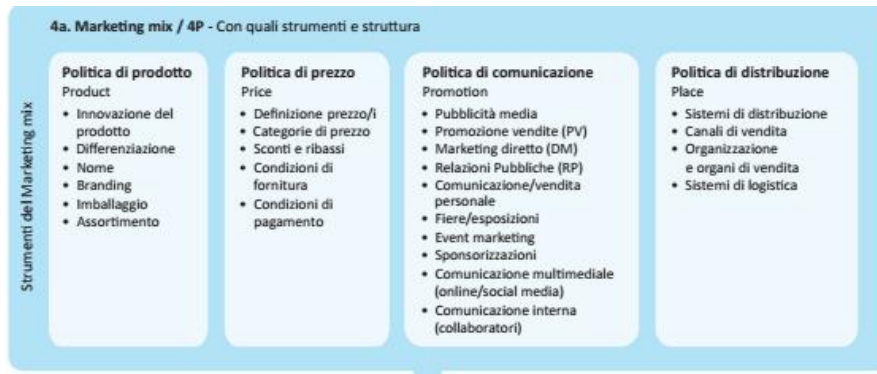 4a. Marketing mix / 4P - Con quali strumenti e struttura
Strumenti del Marketing mix
Politica di prodotto
Product
• Innovazione del
prodotto
• Differenziazione
• Nome
• Branding
• Imballaggio
• Assortimento
Politica di prezzo
Price
• Definizione prezzo/i
• Categorie di prezzo
• Sconti e ribassi
• Condizioni di
fornitura
• Condizioni di
pagamento
Politica di comunicazione
Promotion
• Pubblicità media
• Promozione vendite (PV)
• Marketing diretto (DM)
• Relazioni Pubbliche (RP)
• Comunicazione/vendita
personale
• Fiere/esposizioni
• Event marketing
• Sponsorizzazioni
• Comunicazione multimediale
(online/social media)
• Comunicazione interna
(collaboratori)
Politica di distribuzione
Place
• Sistemi di distribuzione
• Canali di vendita
• Organizzazione
e organi di vendita
• Sistemi di logistica